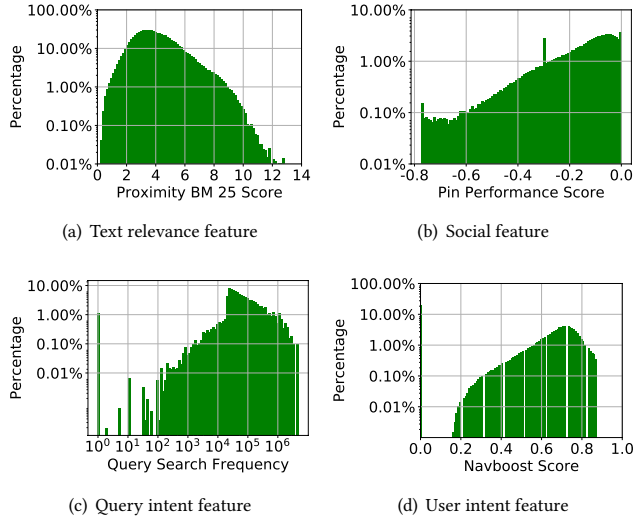 100.00%
10.00%
1.00%
0.10%
0.01%
Percentage
0 2 4 6 8 10 12 14
Proximity BM 25 Score
(a) Text relevance feature
10.00%
1.00%
0.10%
0.01%
Percentage
-0.8 -0.6 -0.4 -0.2 0.0
Pin Performance Score
(b) Social feature
10.00%
1.00%
0.10%
0.01%
Percentage
10⁰ 10¹ 10² 10³ 10⁴ 10⁵ 10⁶
Query Search Frequency
(c) Query intent feature
100.00%
10.00%
1.00%
0.10%
0.01%
Percentage
0.0 0.2 0.4 0.6 0.8 1.0
Navboost Score
(d) User intent feature